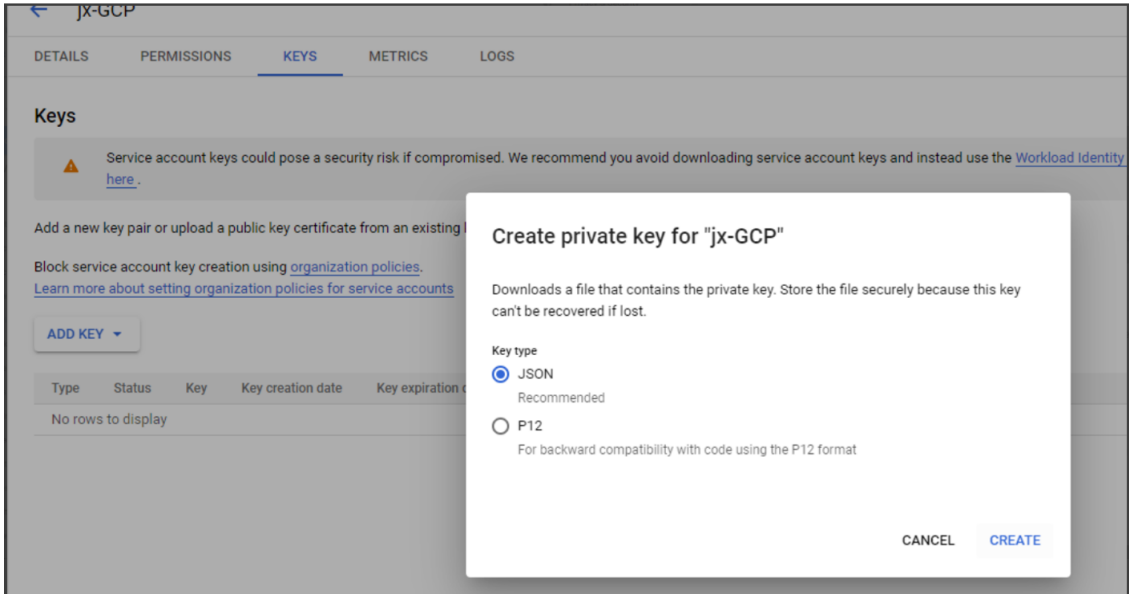 jx-GCP
DETAILS PERMISSIONS KEYS METRICS LOGS
Keys
Service account keys could pose a security risk if compromised. We recommend you avoid downloading service account keys and instead use the Workload Identity
here .
Add a new key pair or upload a public key certificate from an existing
Block service account key creation using organization policies.
Learn more about setting organization policies for service accounts
ADD KEY
Type Status Key Key creation date Key expiration
No rows to display
Create private key for "jx-GCP"
Downloads a file that contains the private key. Store the file securely because this key
can't be recovered if lost.
Key type
JSON
Recommended
P12
For backward compatibility with code using the P12 format
CANCEL CREATE